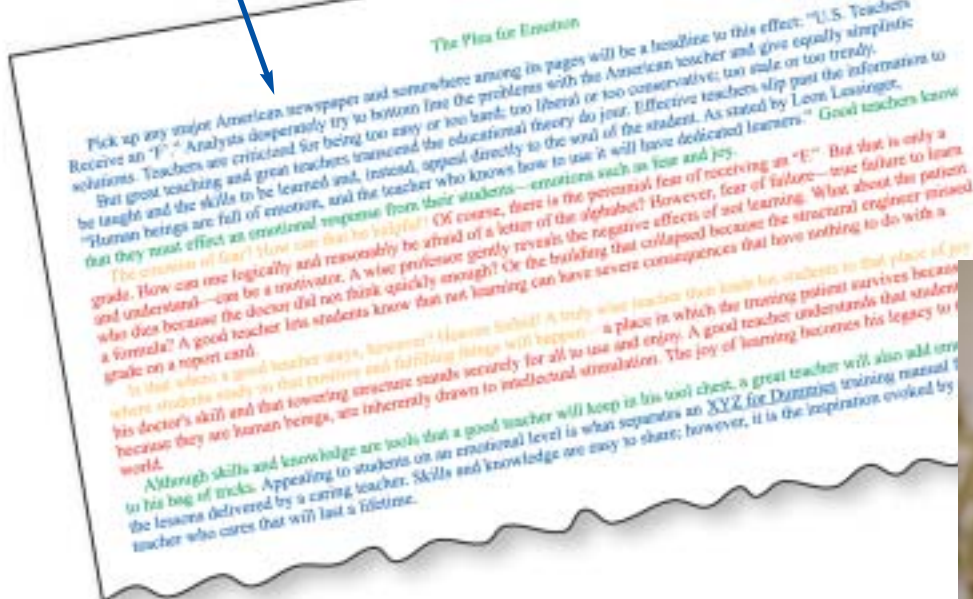 The Plea for Emotion
Pick up any major American newspaper and somewhere among its pages will be a headline to this effect: "U.S. Teachers
Receive an "F"." Analysts desperately try to bottom line the problems with the American teacher and give equally simplistic
solutions. Teachers are criticized for being too easy or too hard; too liberal or too conservative; too stale or too trendy.
But great teaching and great teachers transcend the educational theory du jour. Effective teachers slip past the information to
be taught and the skills to be learned and, instead, appeal directly to the soul of the student. As stated by Leon Lessinger,
"Human beings are full of emotion, and the teacher who knows how to use it will have dedicated learners." Good teachers know
that they must effect an emotional response from their students—emotions such as fear and joy.
The emotion of fear? How can that be helpful? Of course, there is the perennial fear of receiving an "F". But that is only a
grade. How can one logically and reasonably be afraid of a letter of the alphabet? However, fear of failure—true failure to learn
and understand—can be a motivator. A wise professor gently reveals the negative effects of not learning. What about the patient
who dies because the doctor did not think quickly enough? Or the building that collapsed because the structural engineer
a formula? A good teacher lets students know that not learning can have severe consequences that have nothing to do with a
grade on a report card.
Is that where a good teacher stays, however? A truly wise teacher then leads his students to that place of
where students study so that positive and fulfilling things will happen—a place in which the trusting patient survives
his doctor's skill and that towering structure stands securely for all to use and enjoy. A good teacher understands that
because they are human beings, are inherently drawn to intellectual stimulation. The joy of learning becomes his legacy to
world.
Although skills and knowledge are tools that a good teacher will keep in his tool chest, a great teacher will also add
to his bag of tricks. Appealing to students on an emotional level is what separates an XYZ for Dummies training manual
the lessons delivered by a caring teacher. Skills and knowledge are easy to share; however, it is the inspiration evoked by
teacher who cares that will last a lifetime.